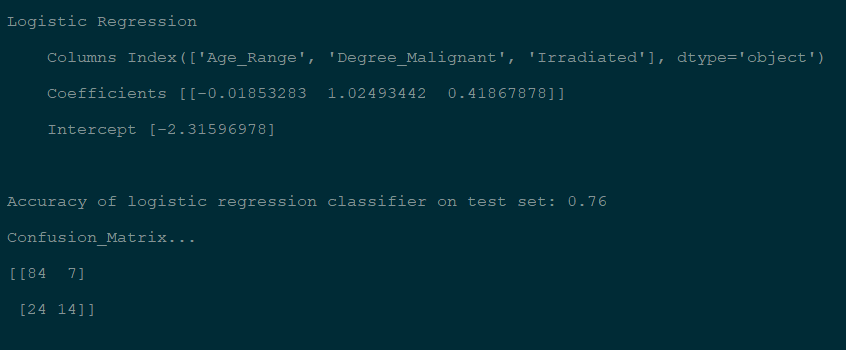 Logistic Regression
Columns Index(['Age_Range', 'Degree_Malignant', 'Irradiated'], dtype='object')
Coefficients [[-0.01853283  1.02493442  0.41867878]]
Intercept [-2.31596978]
Accuracy of logistic regression classifier on test set: 0.76
Confusion_Matrix...
[[84  7]
[24 14]]